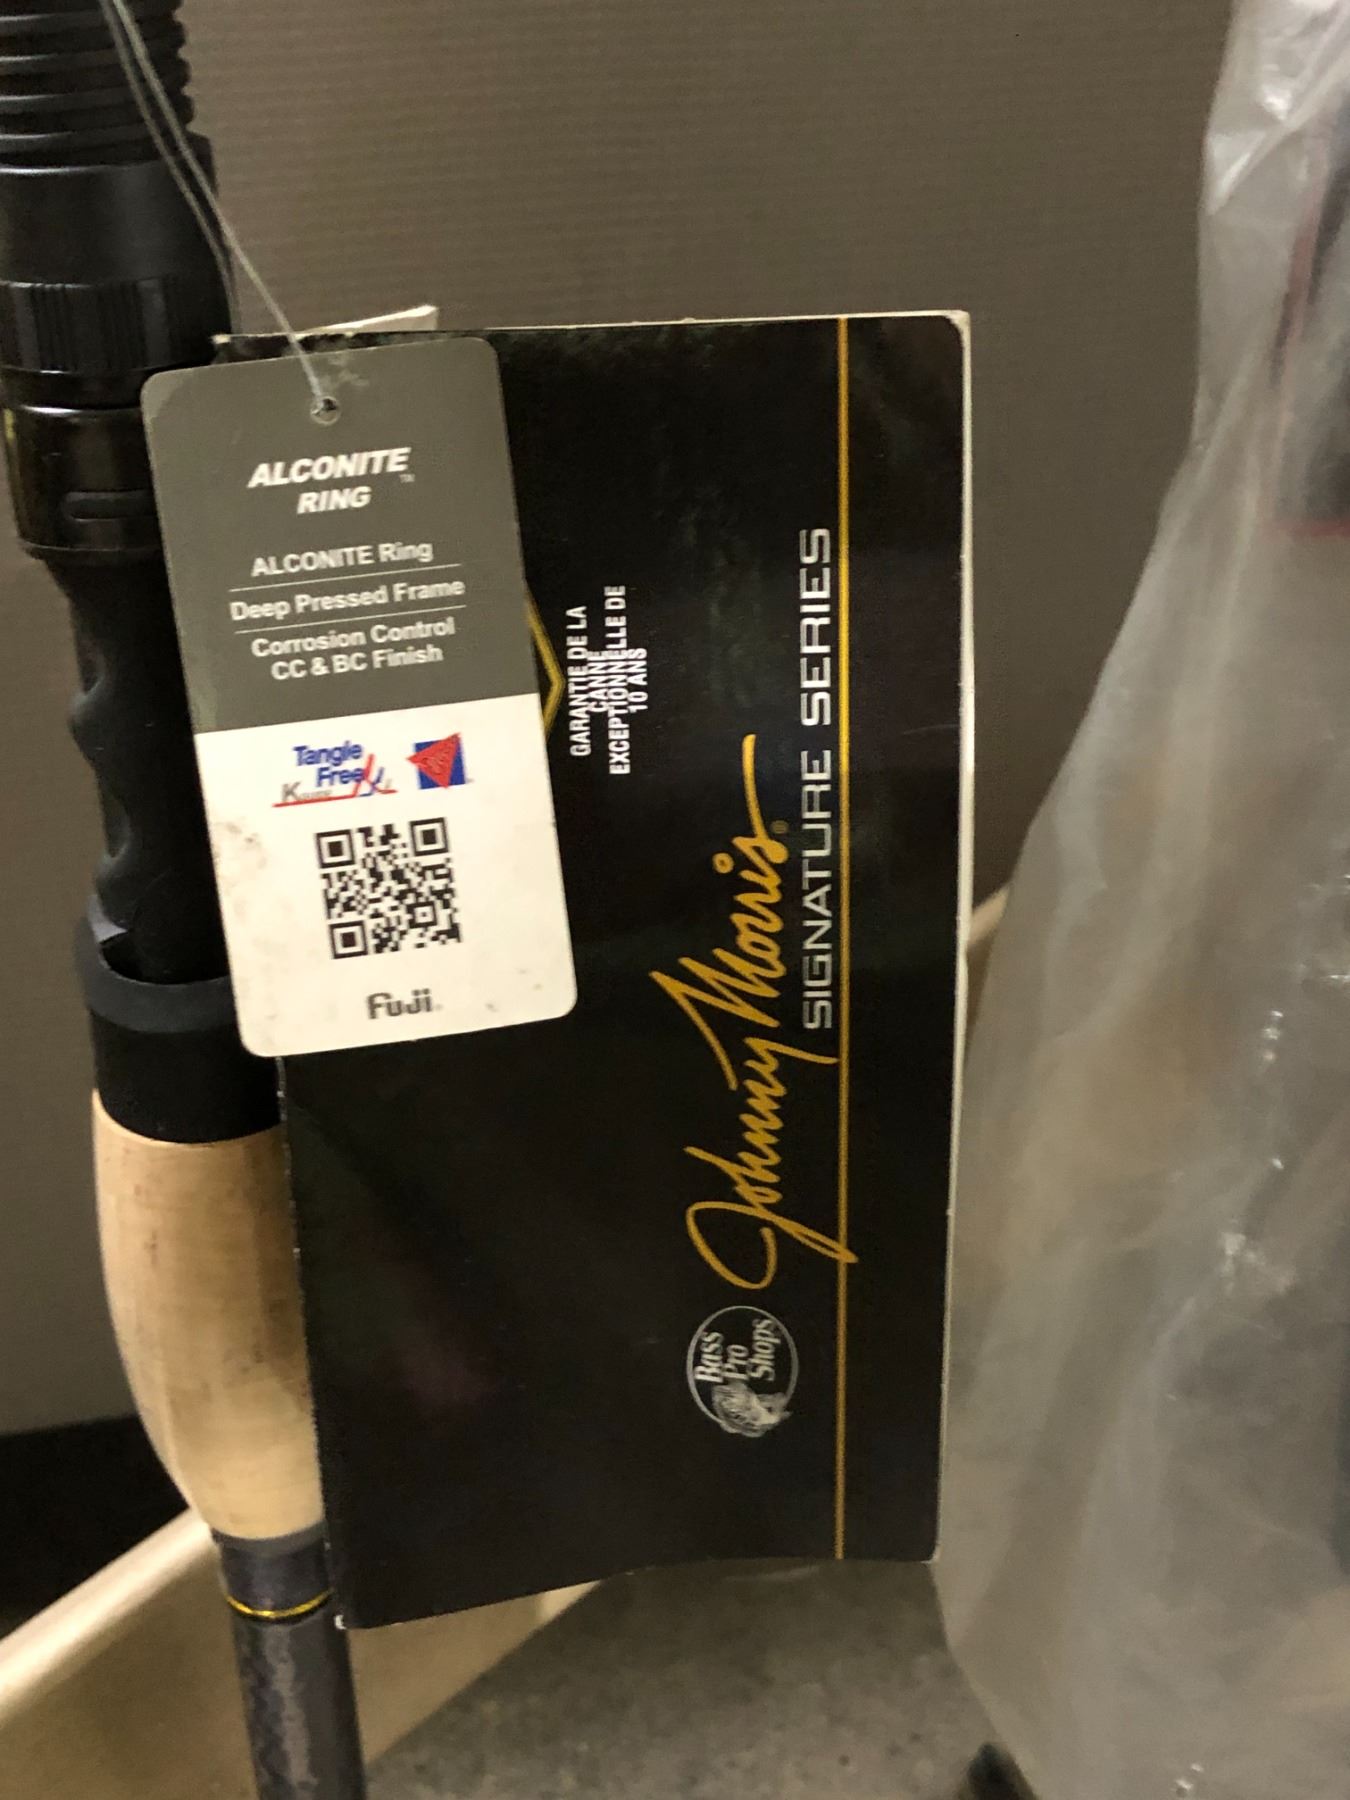 ALCONITE™
RING
ALCONITE Ring
Deep Pressed Frame
Corrosion Control
CC & BC Finish
Tangle
Free
Fuji®
GARANTIE DE LA
CANNE
EXCEPTIONNELLE DE
10 ANS
Johnny Morris®
SIGNATURE SERIES
Bass
Pro
Shops